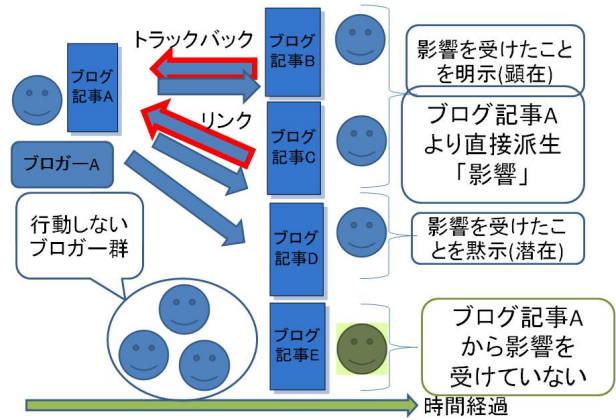 トラックバック
ブログ
記事A
ブログ
記事B
影響を受けたこと
を明示(顕在)
リンク
ブログ
記事C
ブログ記事A
より直接派生
「影響」
ブロガーA
行動しない
ブロガー群
ブログ
記事D
影響を受けたこ
とを黙示(潜在)
ブログ
記事E
ブログ記事A
から影響を
受けていない
時間経過